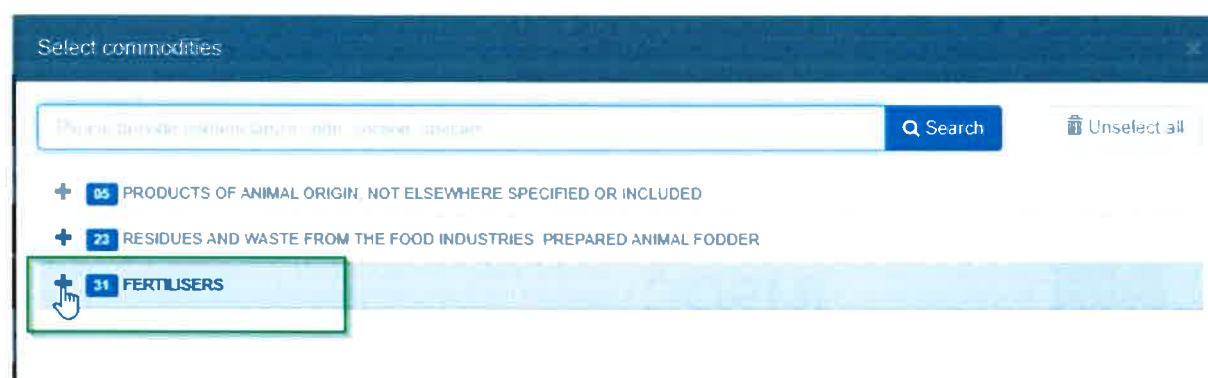 Select commodities
Search
Unselect all
05 PRODUCTS OF ANIMAL ORIGIN, NOT ELSEWHERE SPECIFIED OR INCLUDED
23 RESIDUES AND WASTE FROM THE FOOD INDUSTRIES PREPARED ANIMAL FODDER
31 FERTILISERS